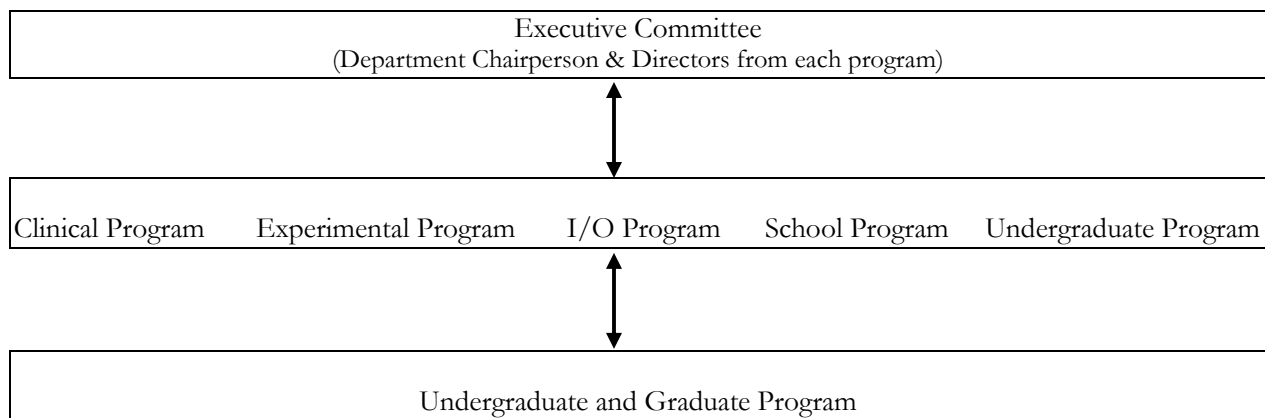 Executive Committee
(Department Chairperson & Directors from each program)
Clinical Program Experimental Program I/O Program School Program Undergraduate Program
Undergraduate and Graduate Program